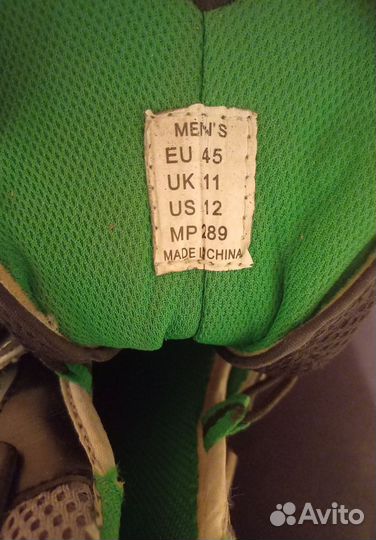 MEN'S
EU 45
UK 11
US 12
MP 289
MADE IN CHINA
Avito